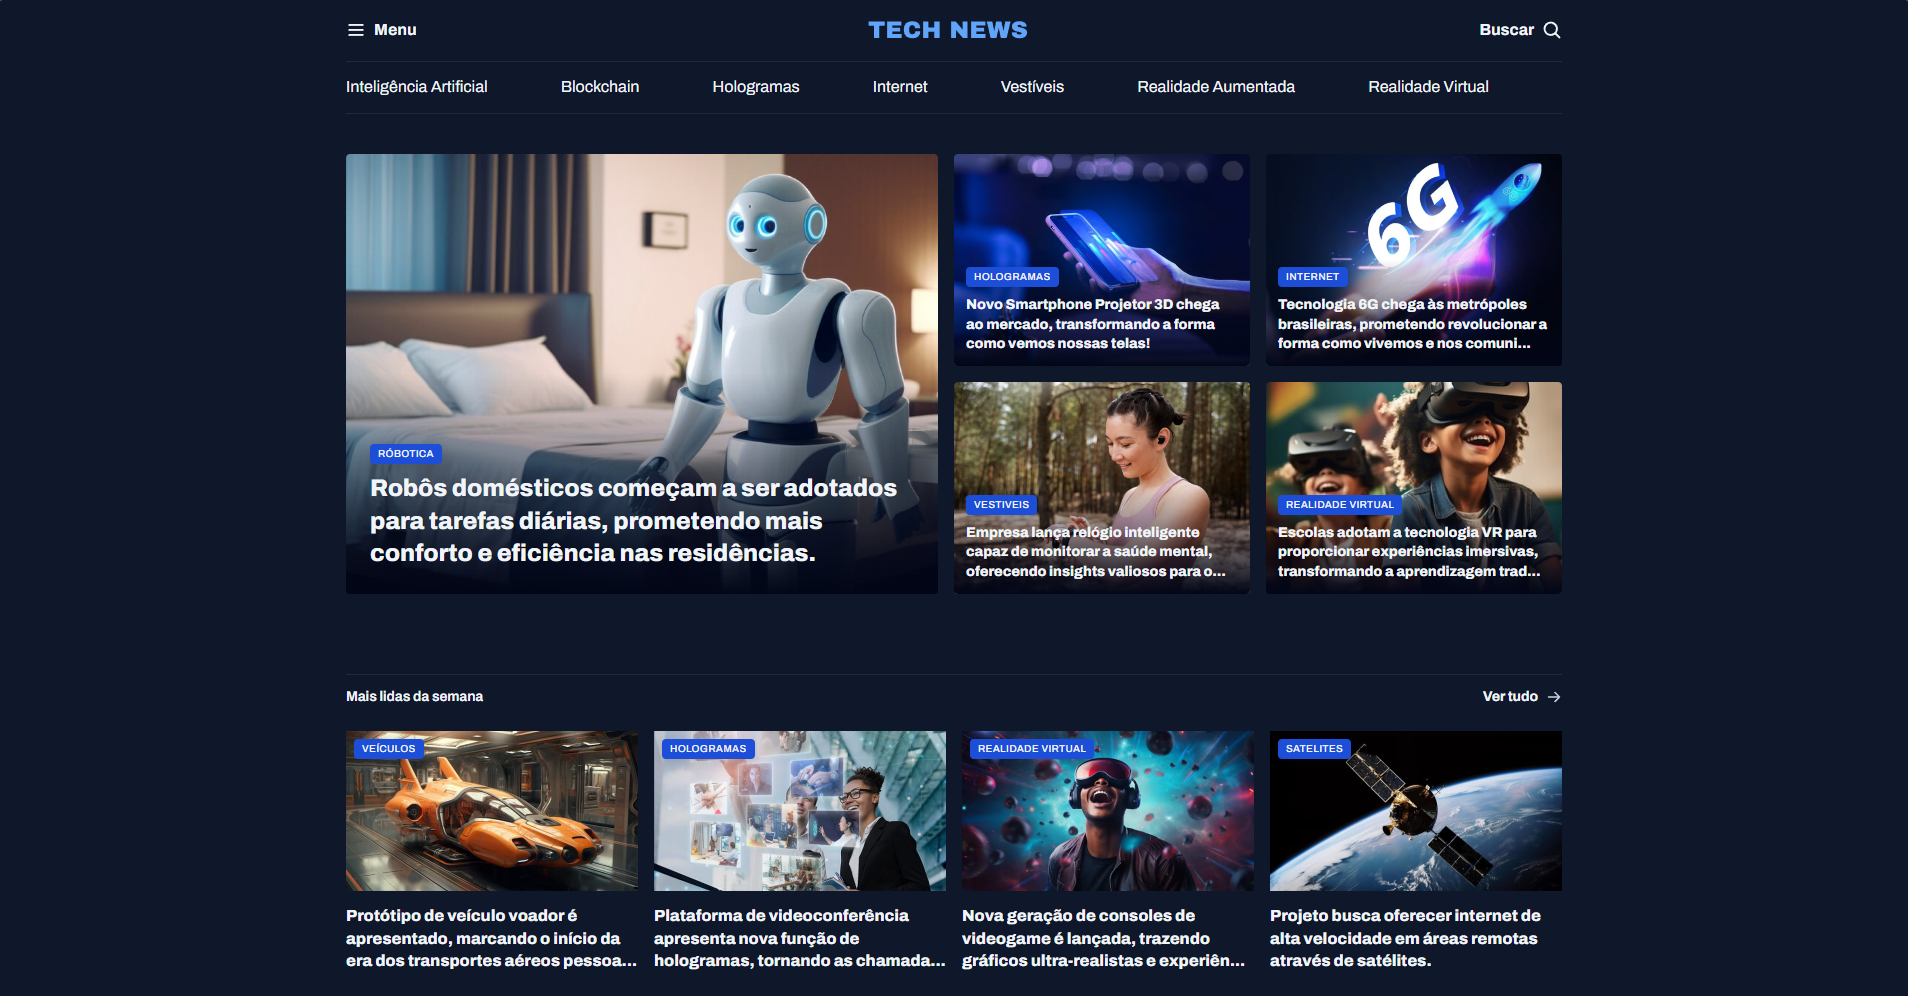 Menu
TECH NEWS
Buscar
Inteligência Artificial
Blockchain
Hologramas
Internet
Vestíveis
Realidade Aumentada
Realidade Virtual
RÓBOTICA
Robôs domésticos começam a ser adotados
para tarefas diárias, prometendo mais
conforto e eficiência nas residências.
HOLOGRAMAS
Novo Smartphone Projetor 3D chega
ao mercado, transformando a forma
como vemos nossas telas!
6G
INTERNET
Tecnologia 6G chega às metrópoles
brasileiras, prometendo revolucionar a
forma como vivemos e nos comuni...
VESTIVEIS
Empresa lança relógio inteligente
capaz de monitorar a saúde mental,
oferecendo insights valiosos para o...
REALIDADE VIRTUAL
Escolas adotam a tecnologia VR para
proporcionar experiências imersivas,
transformando a aprendizagem trad...
Mais lidas da semana
Ver tudo
VEÍCULOS
Protótipo de veículo voador é
apresentado, marcando o início da
era dos transportes aéreos pessoa...
HOLOGRAMAS
Plataforma de videoconferência
apresenta nova função de
hologramas, tornando as chamada...
REALIDADE VIRTUAL
Nova geração de consoles de
videogame é lançada, trazendo
gráficos ultra-realistas e experiên...
SATELITES
Projeto busca oferecer internet de
alta velocidade em áreas remotas
através de satélites.